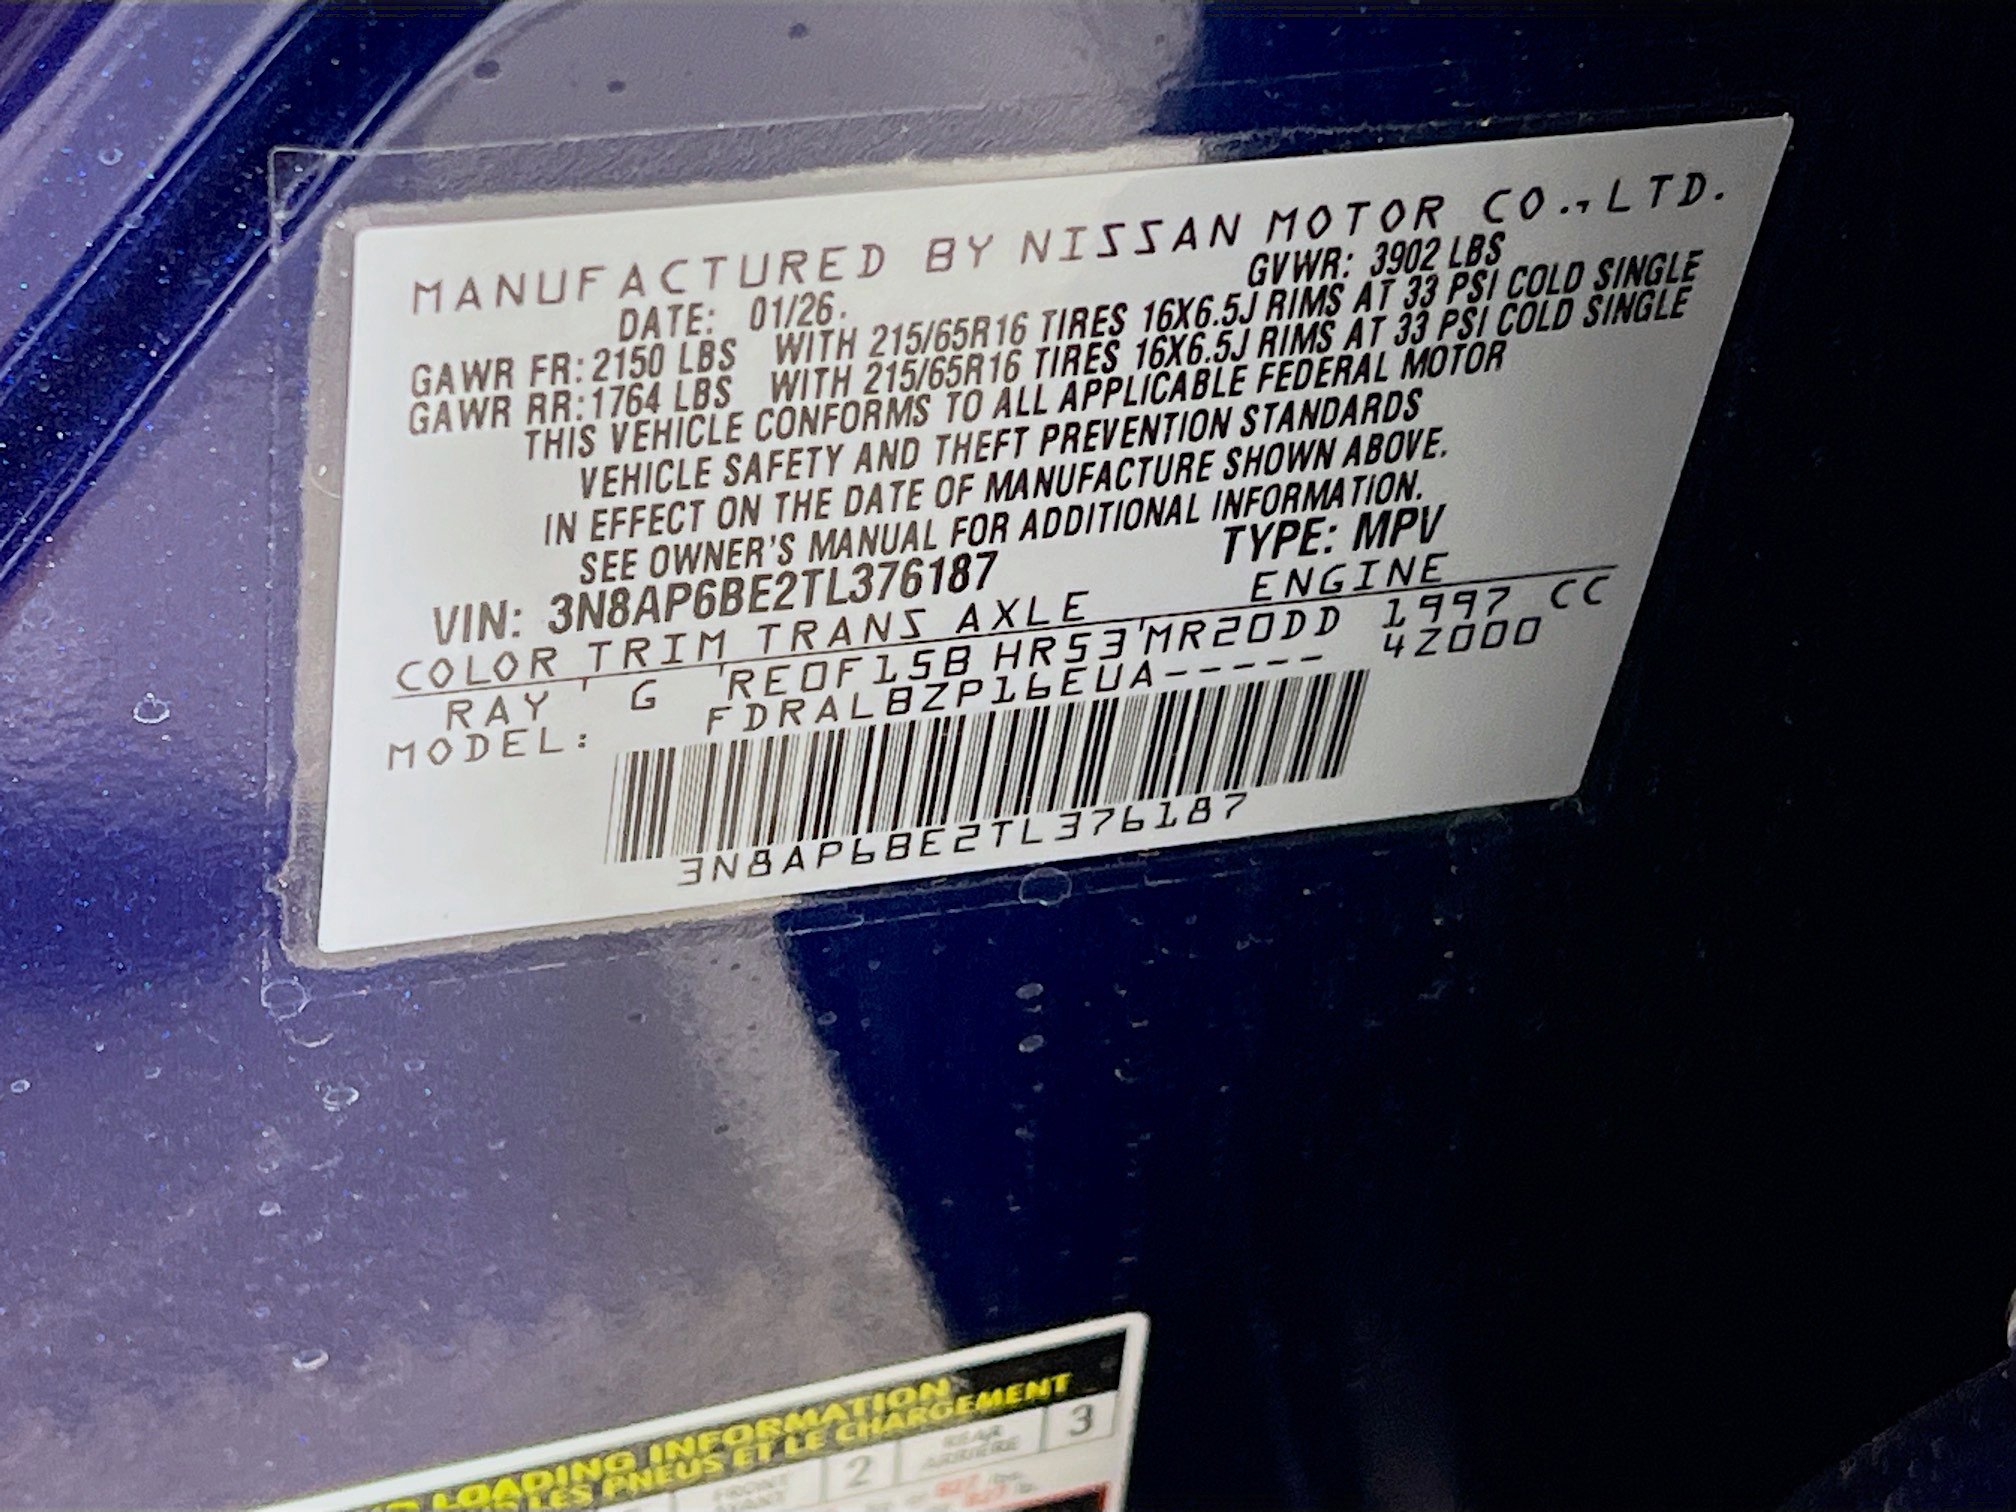 MANUFACTURED BY NISSAN MOTOR CO., LTD.
DATE: 01/26. GVWR: 3902 LBS
GAWR FR: 2150 LBS WITH 215/65R16 TIRES 16X6.5J RIMS AT 33 PSI COLD SINGLE
GAWR RR: 1764 LBS WITH 215/65R16 TIRES 16X6.5J RIMS AT 33 PSI COLD SINGLE
THIS VEHICLE CONFORMS TO ALL APPLICABLE FEDERAL MOTOR
VEHICLE SAFETY AND THEFT PREVENTION STANDARDS
IN EFFECT ON THE DATE OF MANUFACTURE SHOWN ABOVE.
SEE OWNER'S MANUAL FOR ADDITIONAL INFORMATION.
VIN: 3N8AP6BE2TL376187 TYPE: MPV
COLOR TRIM TRANS AXLE ENGINE
RAY G RE0F15B HR53 MR20DD 1997 CC
MODEL: FDRALBZP16EUA----- 4Z000
3N8AP6BE2TL376187
LOADING INFORMATION
LES PNEUS ET LE CHARGEMENT
FRONT 2 REAR ARRIÈRE 3